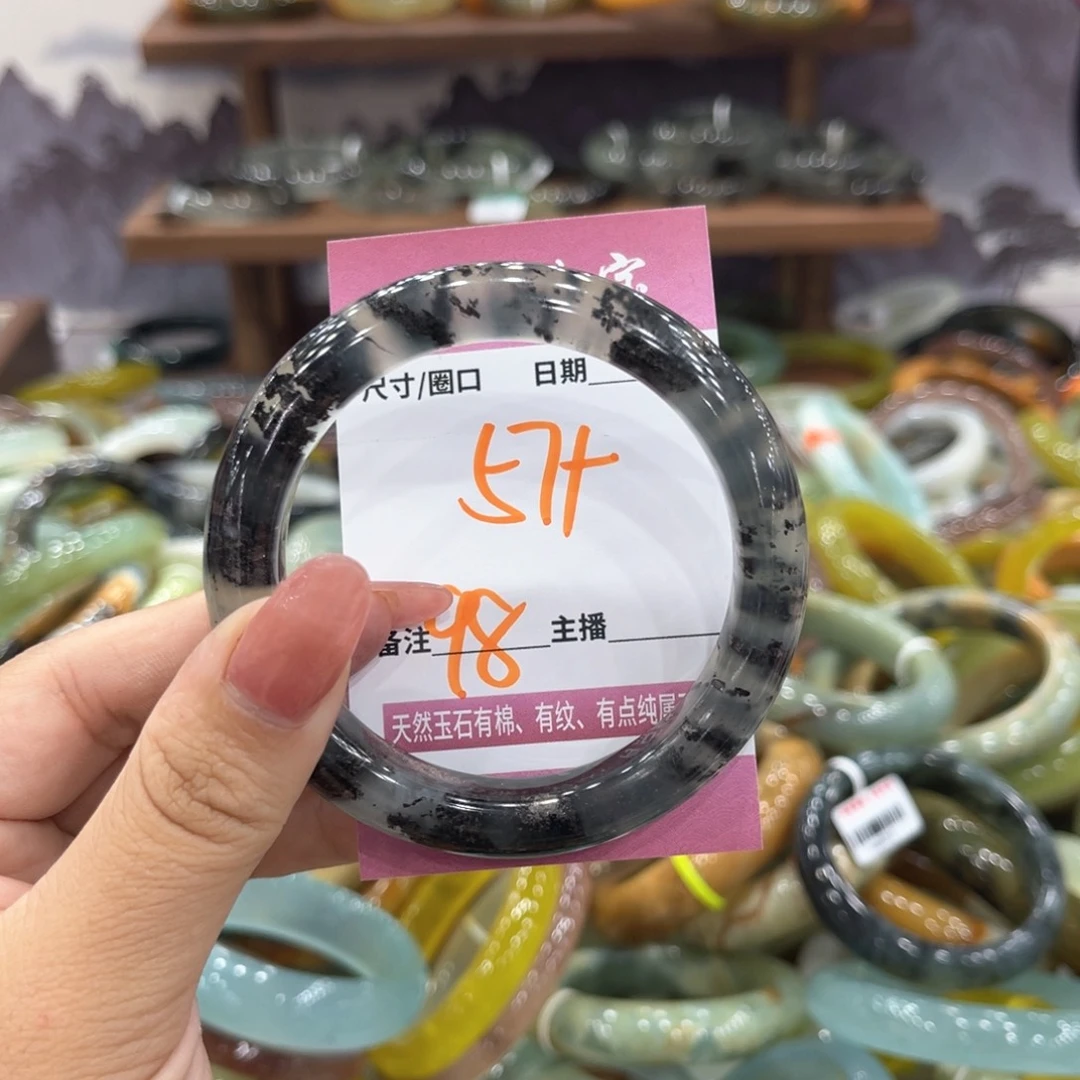 宝
尺寸/圈口 日期
57+
备注 98 主播
天然玉石有棉、有纹、有点纯属